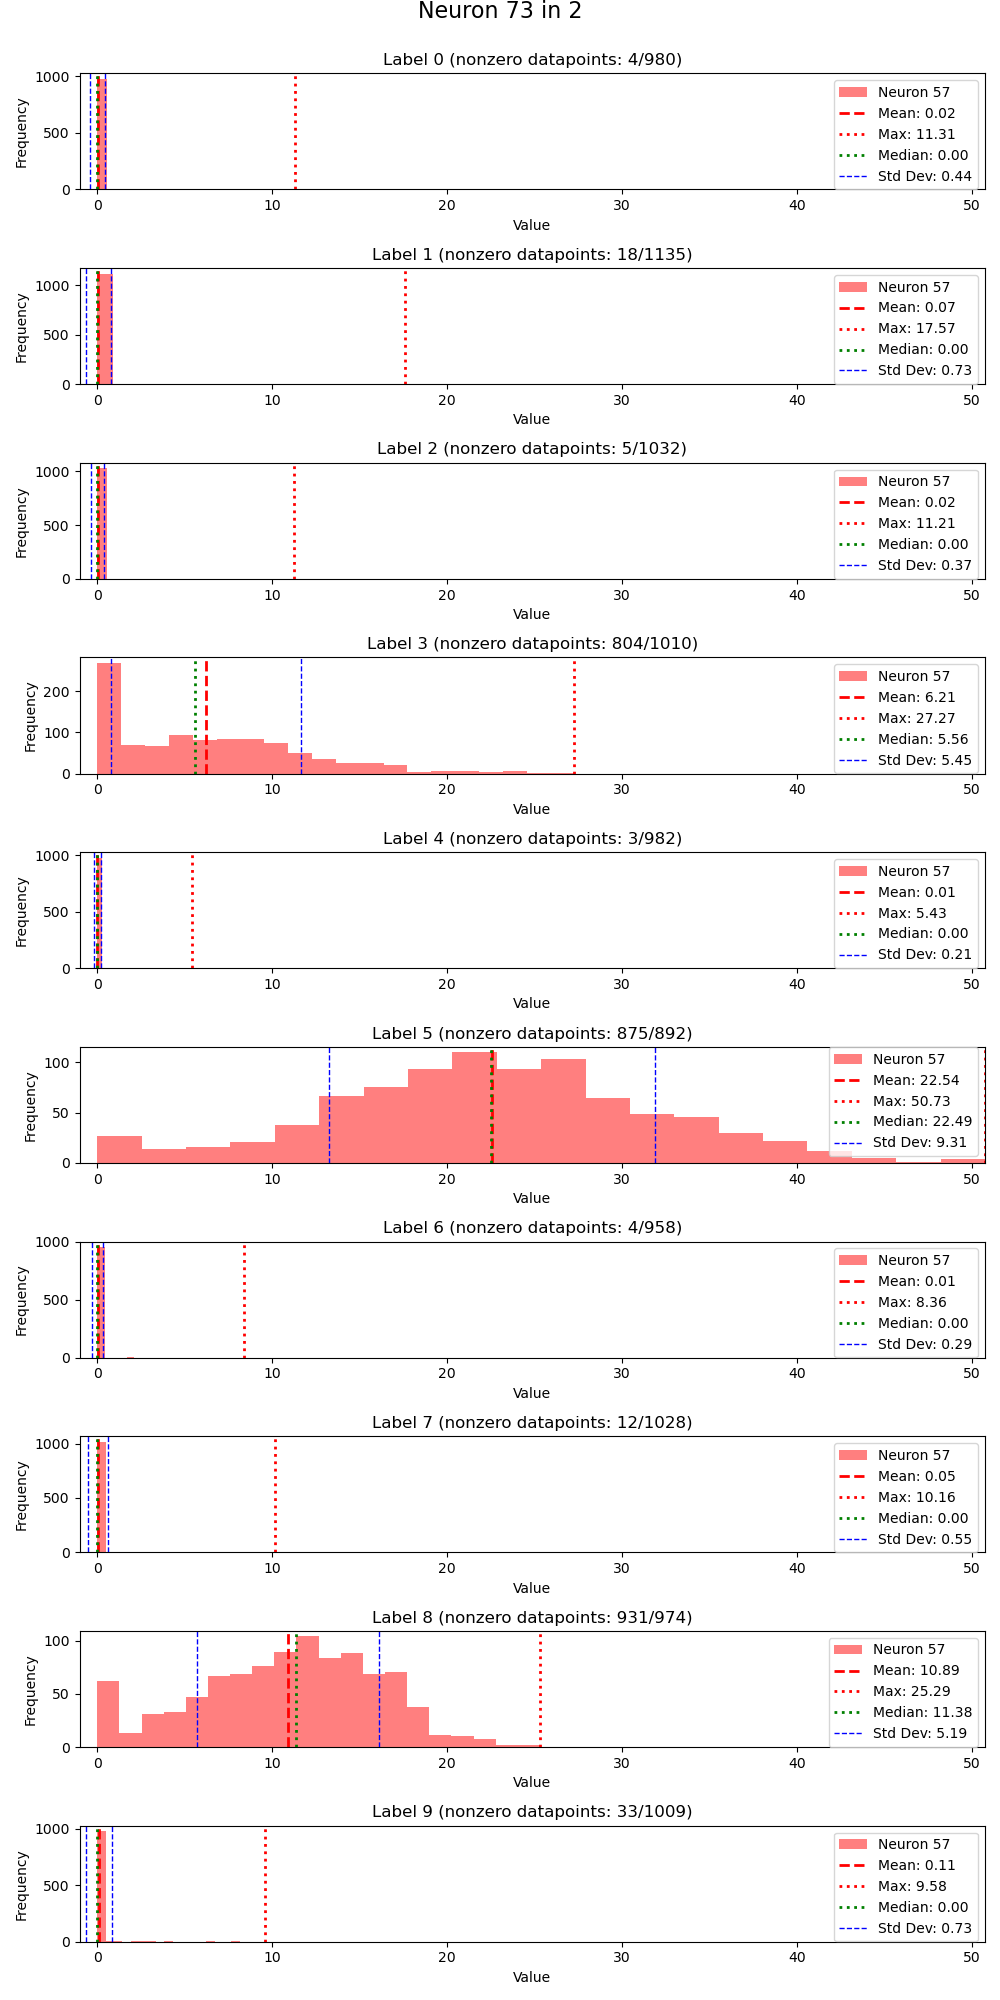 Neuron 73 in 2
Label 0 (nonzero datapoints: 4/980)
Frequency
1000
500
0
Neuron 57
Mean: 0.02
Max: 11.31
Median: 0.00
Std Dev: 0.44
0 10 20 30 40 50
Value
Label 1 (nonzero datapoints: 18/1135)
Frequency
1000
500
0
Neuron 57
Mean: 0.07
Max: 17.57
Median: 0.00
Std Dev: 0.73
0 10 20 30 40 50
Value
Label 2 (nonzero datapoints: 5/1032)
Frequency
1000
500
0
Neuron 57
Mean: 0.02
Max: 11.21
Median: 0.00
Std Dev: 0.37
0 10 20 30 40 50
Value
Label 3 (nonzero datapoints: 804/1010)
Frequency
200
100
0
Neuron 57
Mean: 6.21
Max: 27.27
Median: 5.56
Std Dev: 5.45
0 10 20 30 40 50
Value
Label 4 (nonzero datapoints: 3/982)
Frequency
1000
500
0
Neuron 57
Mean: 0.01
Max: 5.43
Median: 0.00
Std Dev: 0.21
0 10 20 30 40 50
Value
Label 5 (nonzero datapoints: 875/892)
Frequency
100
50
0
Neuron 57
Mean: 22.54
Max: 50.73
Median: 22.49
Std Dev: 9.31
0 10 20 30 40 50
Value
Label 6 (nonzero datapoints: 4/958)
Frequency
1000
500
0
Neuron 57
Mean: 0.01
Max: 8.36
Median: 0.00
Std Dev: 0.29
0 10 20 30 40 50
Value
Label 7 (nonzero datapoints: 12/1028)
Frequency
1000
500
0
Neuron 57
Mean: 0.05
Max: 10.16
Median: 0.00
Std Dev: 0.55
0 10 20 30 40 50
Value
Label 8 (nonzero datapoints: 931/974)
Frequency
100
50
0
Neuron 57
Mean: 10.89
Max: 25.29
Median: 11.38
Std Dev: 5.19
0 10 20 30 40 50
Value
Label 9 (nonzero datapoints: 33/1009)
Frequency
1000
500
0
Neuron 57
Mean: 0.11
Max: 9.58
Median: 0.00
Std Dev: 0.73
0 10 20 30 40 50
Value